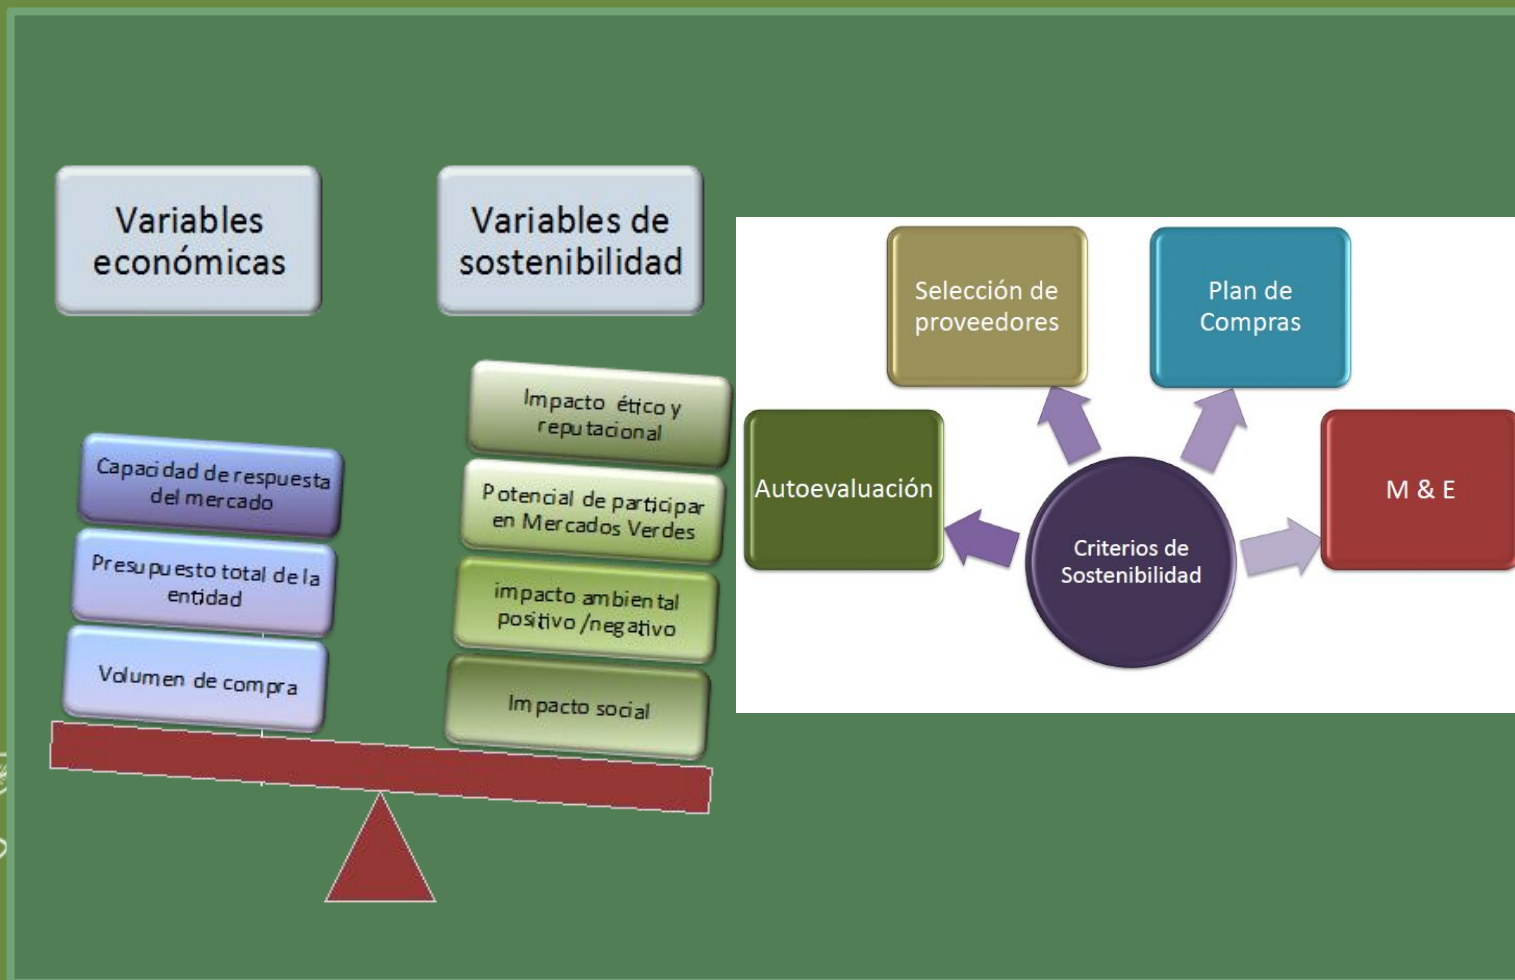 Variables
económicas
Variables de
sostenibilidad
Capacidad de respuesta
del mercado
Presupuesto total de la
entidad
Volumen de compra
Impacto ético y
reputacional
Potencial de participar
en Mercados Verdes
impacto ambiental
positivo /negativo
Impacto social
Selección de
proveedores
Plan de
Compras
Autoevaluación
M & E
Criterios de
Sostenibilidad